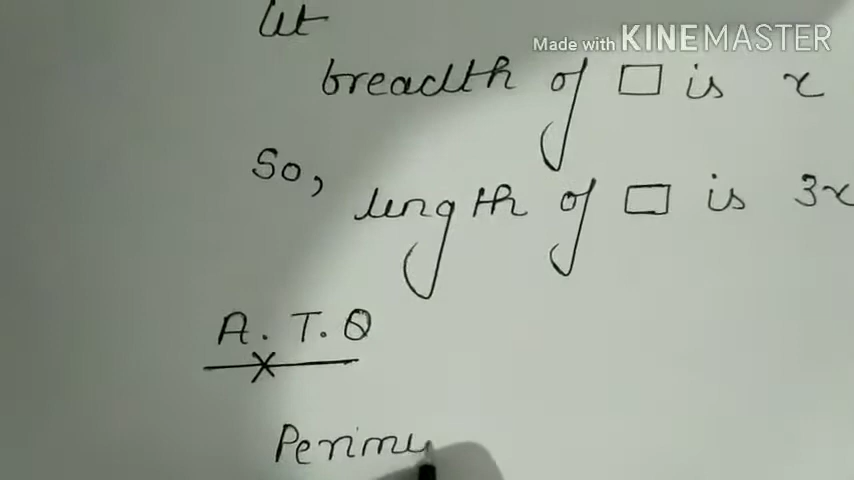 let
Made with KINEMASTER
breadth of □ is x
So,
length of □ is 3x
A. T. Q
Perime